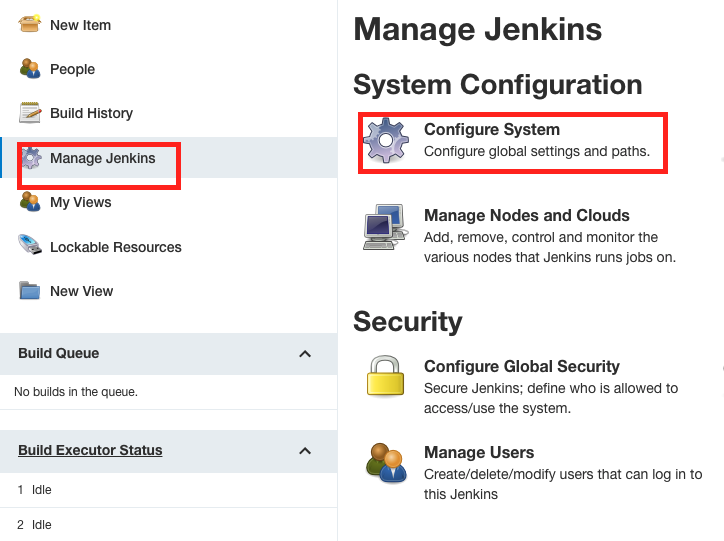 New Item
People
Build History
Manage Jenkins
My Views
Lockable Resources
New View
Build Queue
No builds in the queue.
Build Executor Status
1 Idle
2 Idle
Manage Jenkins
System Configuration
Configure System
Configure global settings and paths.
Manage Nodes and Clouds
Add, remove, control and monitor the
various nodes that Jenkins runs jobs on.
Security
Configure Global Security
Secure Jenkins; define who is allowed to
access/use the system.
Manage Users
Create/delete/modify users that can log in to
this Jenkins